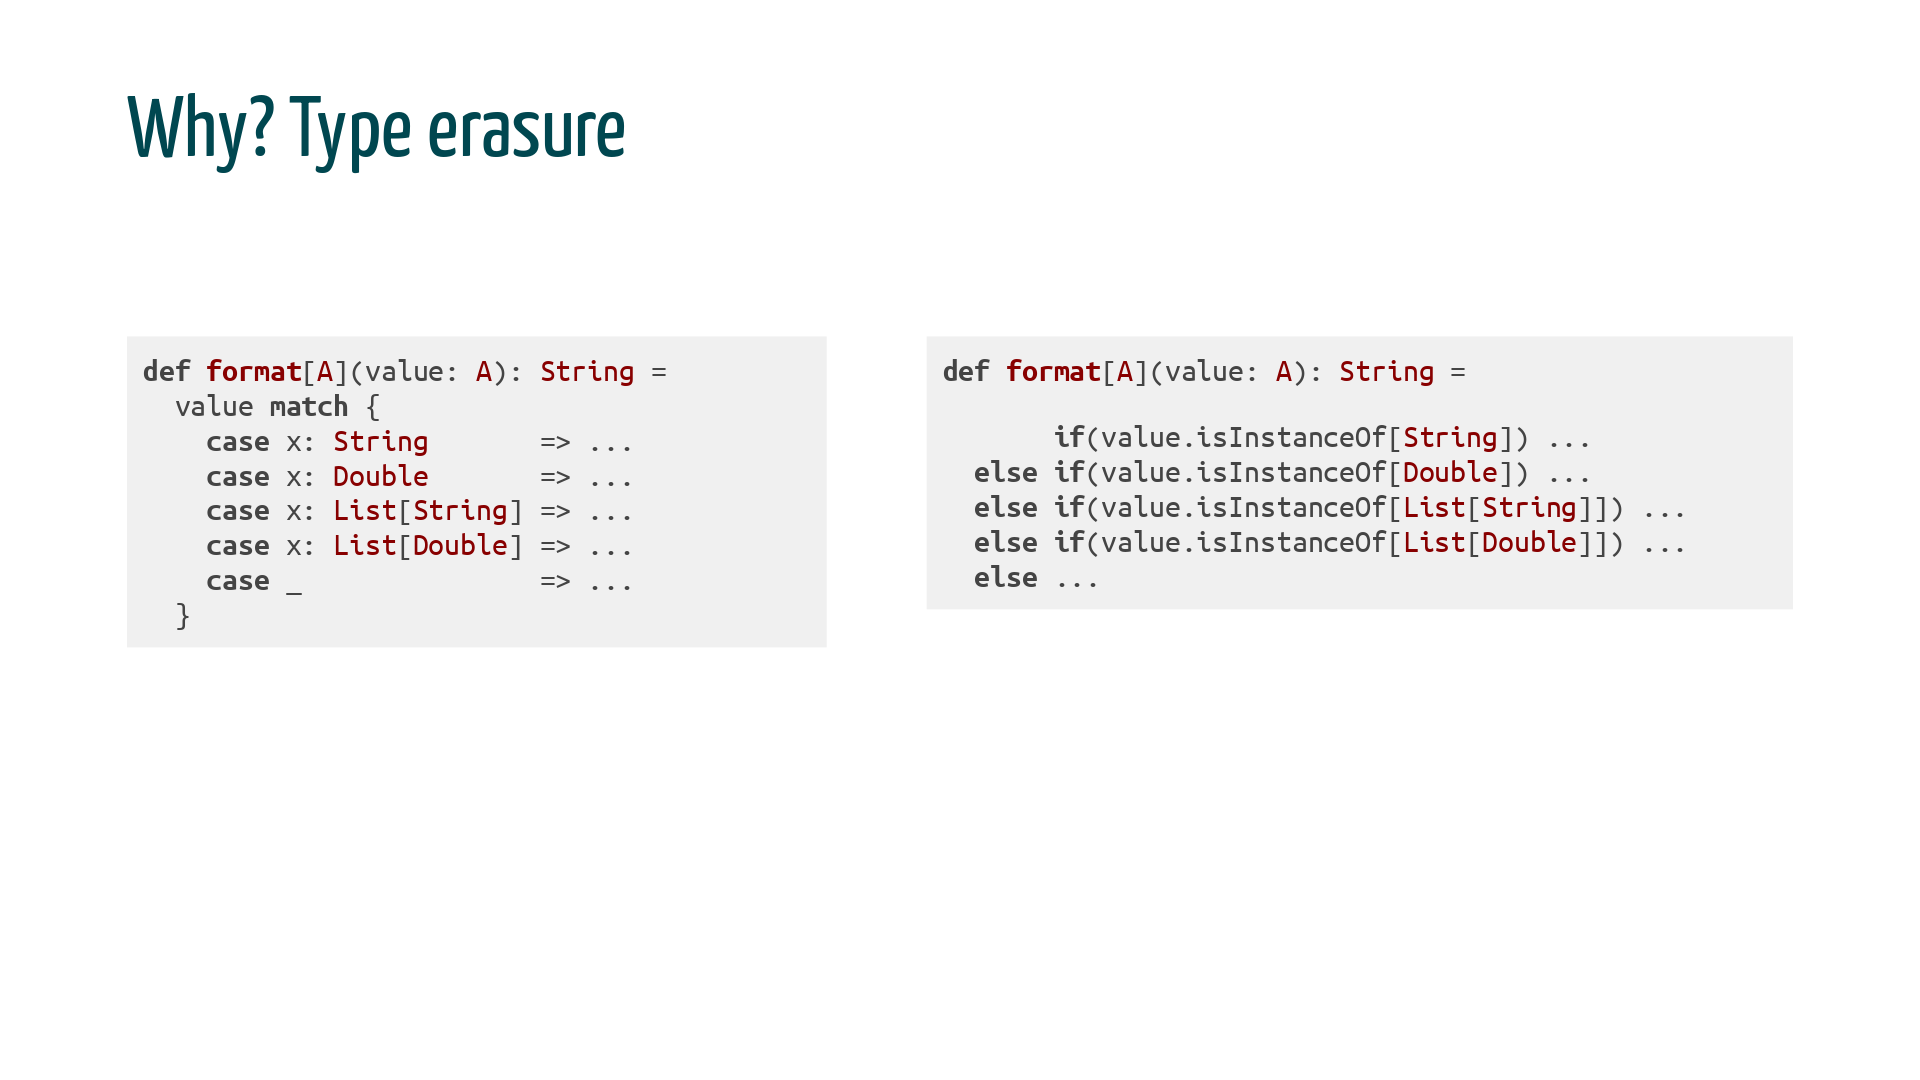 Why? Type erasure
def format[A](value: A): String =
  value match {
    case x: String       => ...
    case x: Double       => ...
    case x: List[String] => ...
    case x: List[Double] => ...
    case _               => ...
  }
def format[A](value: A): String =
       if(value.isInstanceOf[String]) ...
  else if(value.isInstanceOf[Double]) ...
  else if(value.isInstanceOf[List[String]]) ...
  else if(value.isInstanceOf[List[Double]]) ...
  else ...